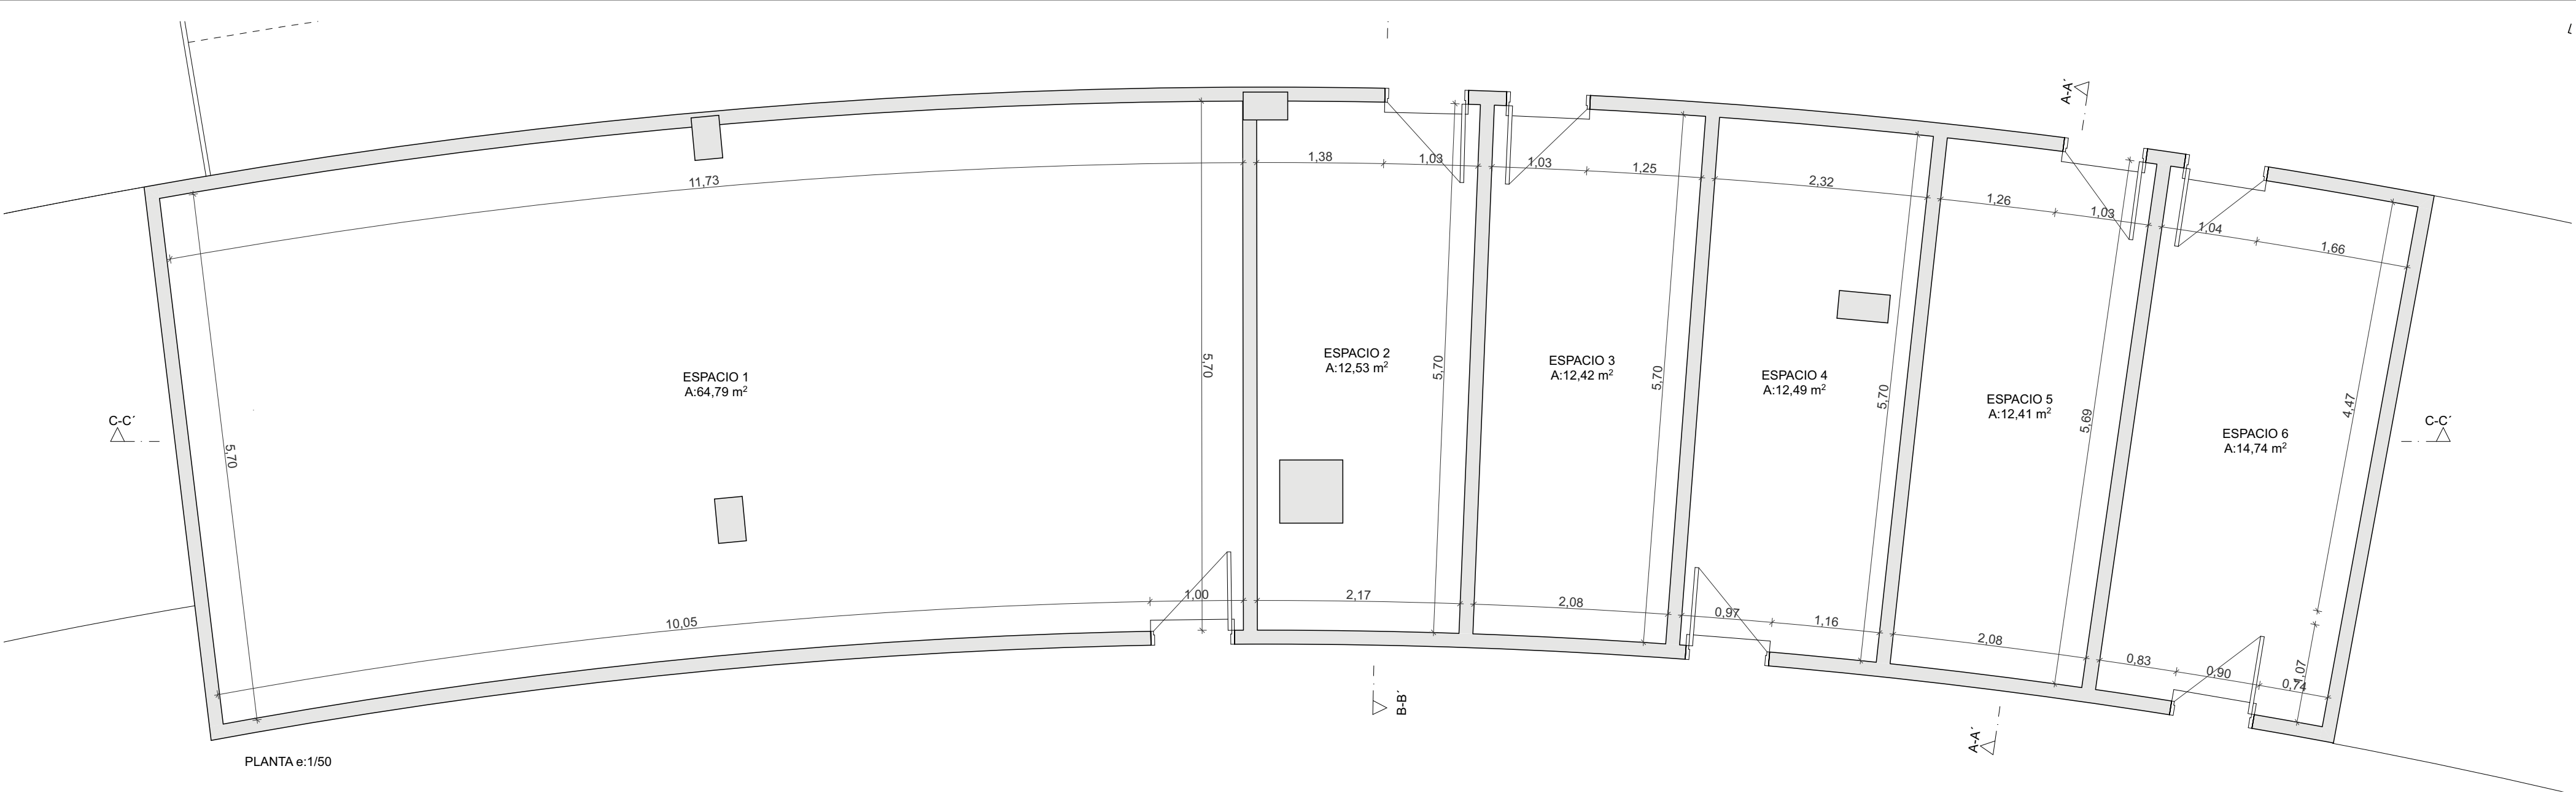 A-A´
1,38
1,03
1,03
1,25
11,73
2,32
1,26
1,03
1,04
1,66
5,70
ESPACIO 2
A:12,53 m²
5,70
ESPACIO 3
A:12,42 m²
5,70
ESPACIO 1
A:64,79 m²
ESPACIO 4
A:12,49 m²
5,70
ESPACIO 5
A:12,41 m²
5,69
4,47
C-C´
C-C´
ESPACIO 6
A:14,74 m²
5,70
1,00
2,17
2,08
0,97
1,16
10,05
2,08
0,83
0,90
0,74
1,07
B-B´
A-A´
PLANTA e:1/50